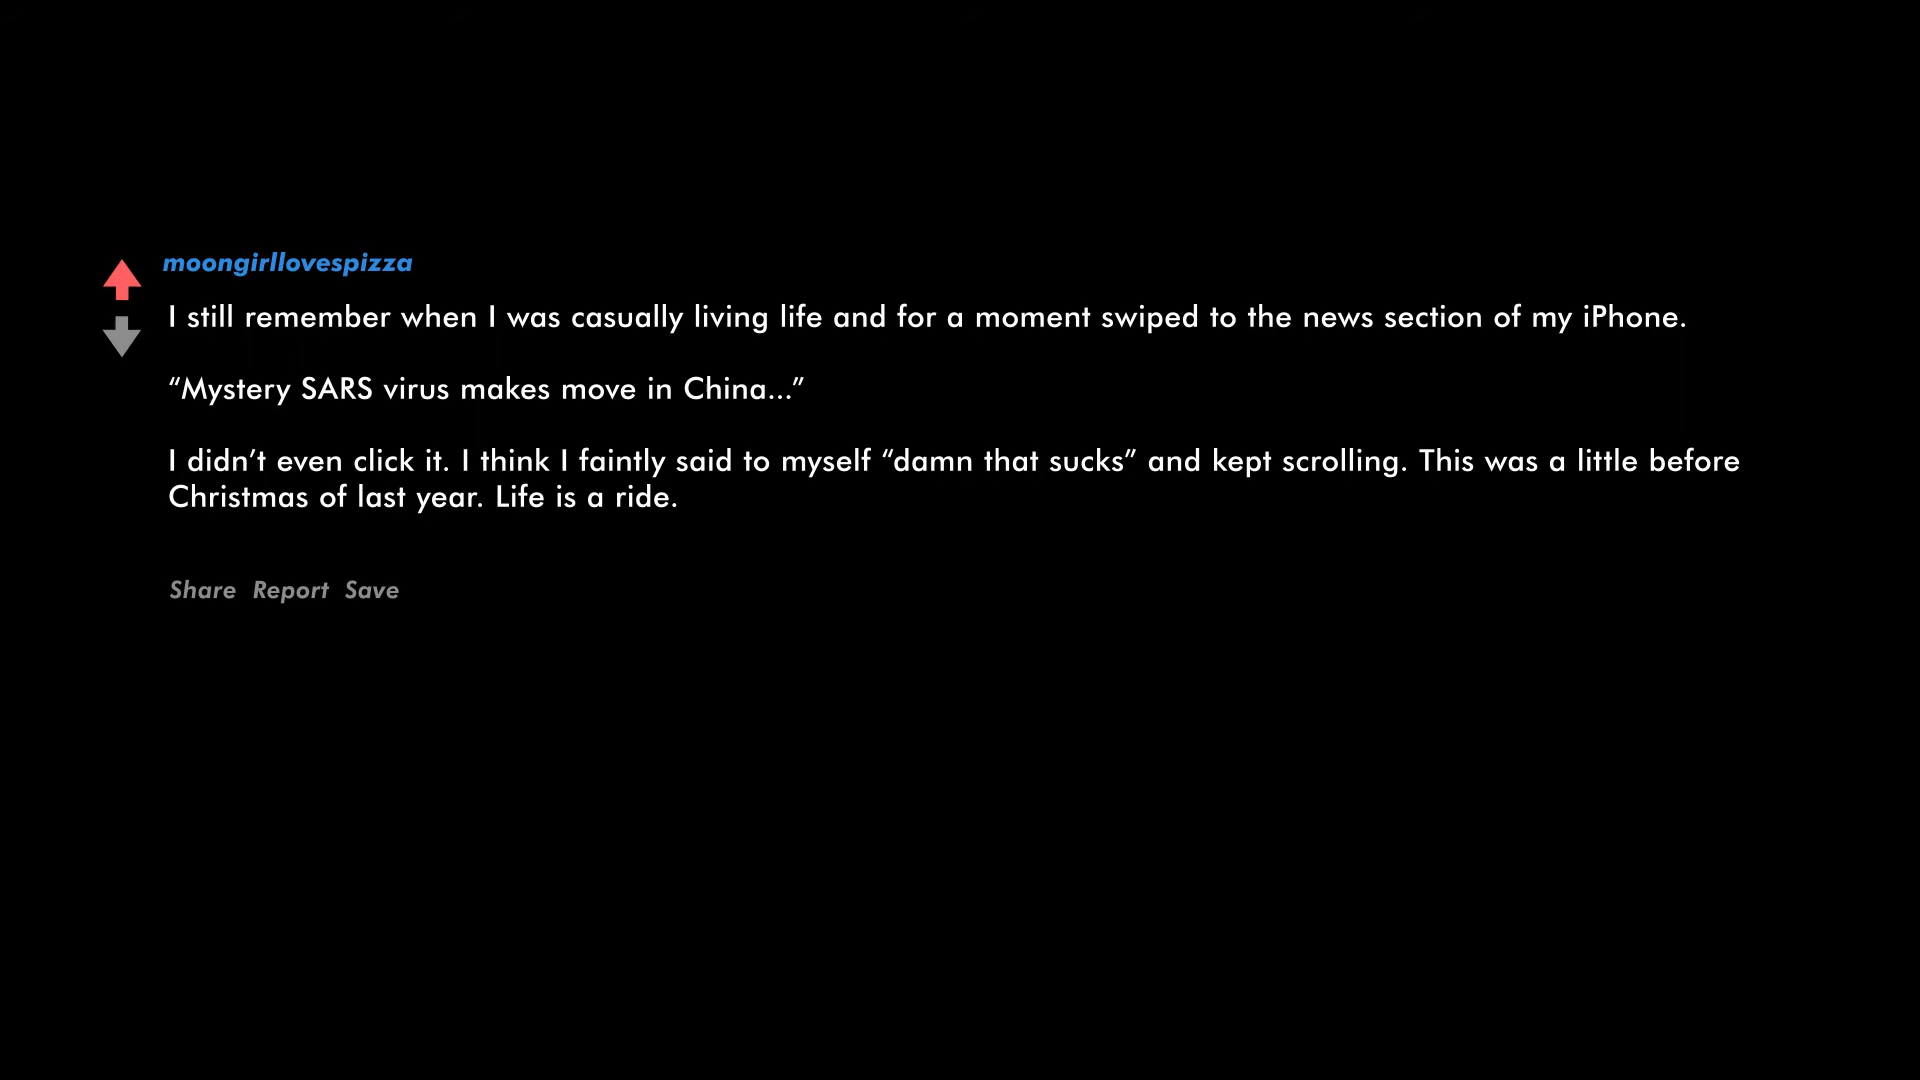 moongirllovespizza
I still remember when I was casually living life and for a moment swiped to the news section of my iPhone.
“Mystery SARS virus makes move in China...”
I didn’t even click it. I think I faintly said to myself “damn that sucks” and kept scrolling. This was a little before
Christmas of last year. Life is a ride.
Share Report Save